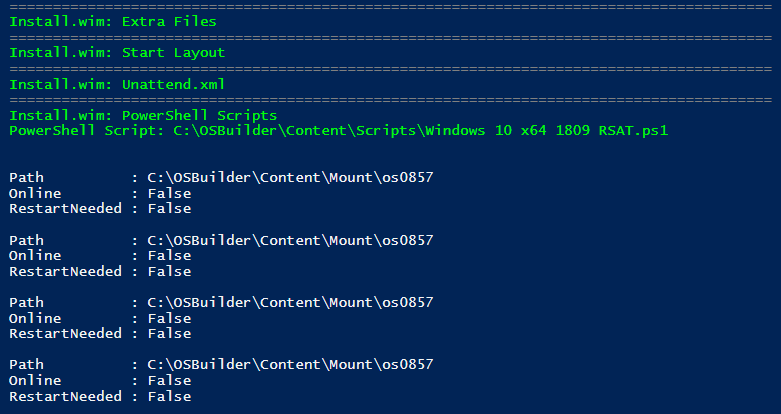 ========================================================================================
Install.wim: Extra Files
========================================================================================
Install.wim: Start Layout
========================================================================================
Install.wim: Unattend.xml
========================================================================================
Install.wim: PowerShell Scripts
PowerShell Script: C:\OSBuilder\Content\Scripts\Windows 10 x64 1809 RSAT.ps1
Path          : C:\OSBuilder\Content\Mount\os0857
Online        : False
RestartNeeded : False
Path          : C:\OSBuilder\Content\Mount\os0857
Online        : False
RestartNeeded : False
Path          : C:\OSBuilder\Content\Mount\os0857
Online        : False
RestartNeeded : False
Path          : C:\OSBuilder\Content\Mount\os0857
Online        : False
RestartNeeded : False